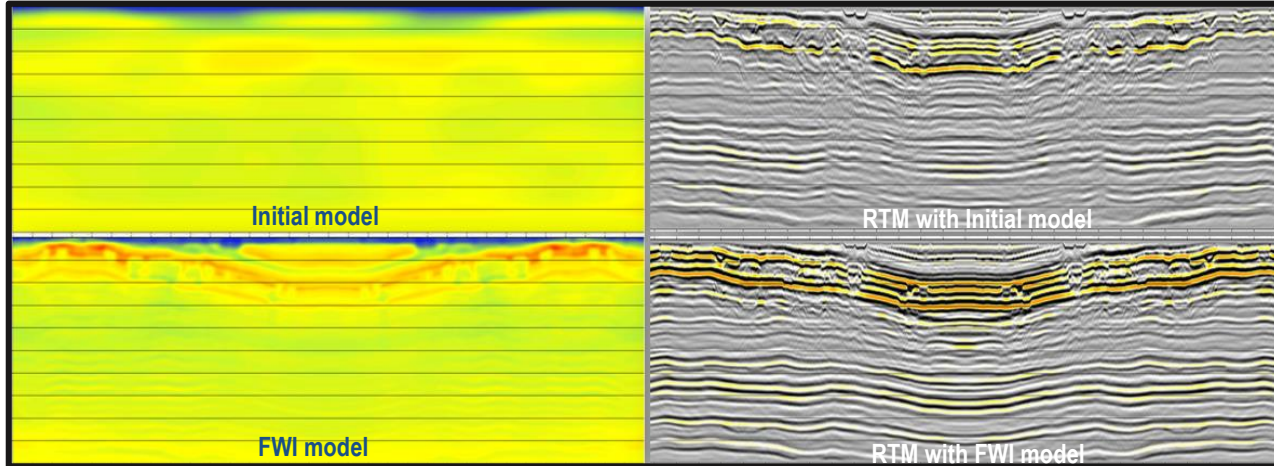 Initial model
RTM with Initial model
FWI model
RTM with FWI model